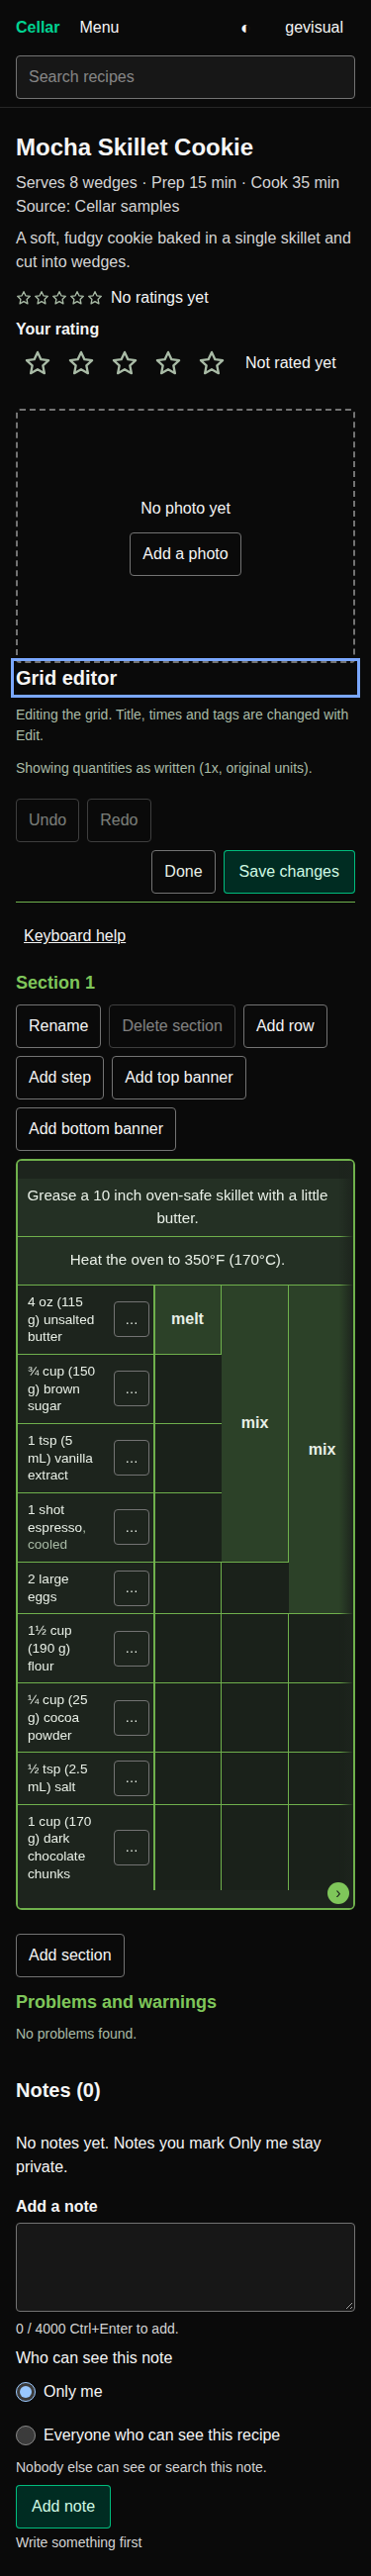 Cellar Menu gevisual
Search recipes
Mocha Skillet Cookie
Serves 8 wedges · Prep 15 min · Cook 35 min
Source: Cellar samples
A soft, fudgy cookie baked in a single skillet and
cut into wedges.
No ratings yet
Your rating
Not rated yet
No photo yet
Add a photo
Grid editor
Editing the grid. Title, times and tags are changed with
Edit.
Showing quantities as written (1x, original units).
Undo Redo
Done Save changes
Keyboard help
Section 1
Rename Delete section Add row
Add step Add top banner
Add bottom banner
Grease a 10 inch oven-safe skillet with a little
butter.
Heat the oven to 350°F (170°C).
4 oz (115
g) unsalted
butter
...
melt
¾ cup (150
g) brown
sugar
...
mix
mix
1 tsp (5
mL) vanilla
extract
...
1 shot
espresso,
cooled
...
2 large
eggs
...
1½ cup
(190 g)
flour
...
¼ cup (25
g) cocoa
powder
...
½ tsp (2.5
mL) salt
...
1 cup (170
g) dark
chocolate
chunks
...
Add section
Problems and warnings
No problems found.
Notes (0)
No notes yet. Notes you mark Only me stay
private.
Add a note
0 / 4000 Ctrl+Enter to add.
Who can see this note
Only me
Everyone who can see this recipe
Nobody else can see or search this note.
Add note
Write something first